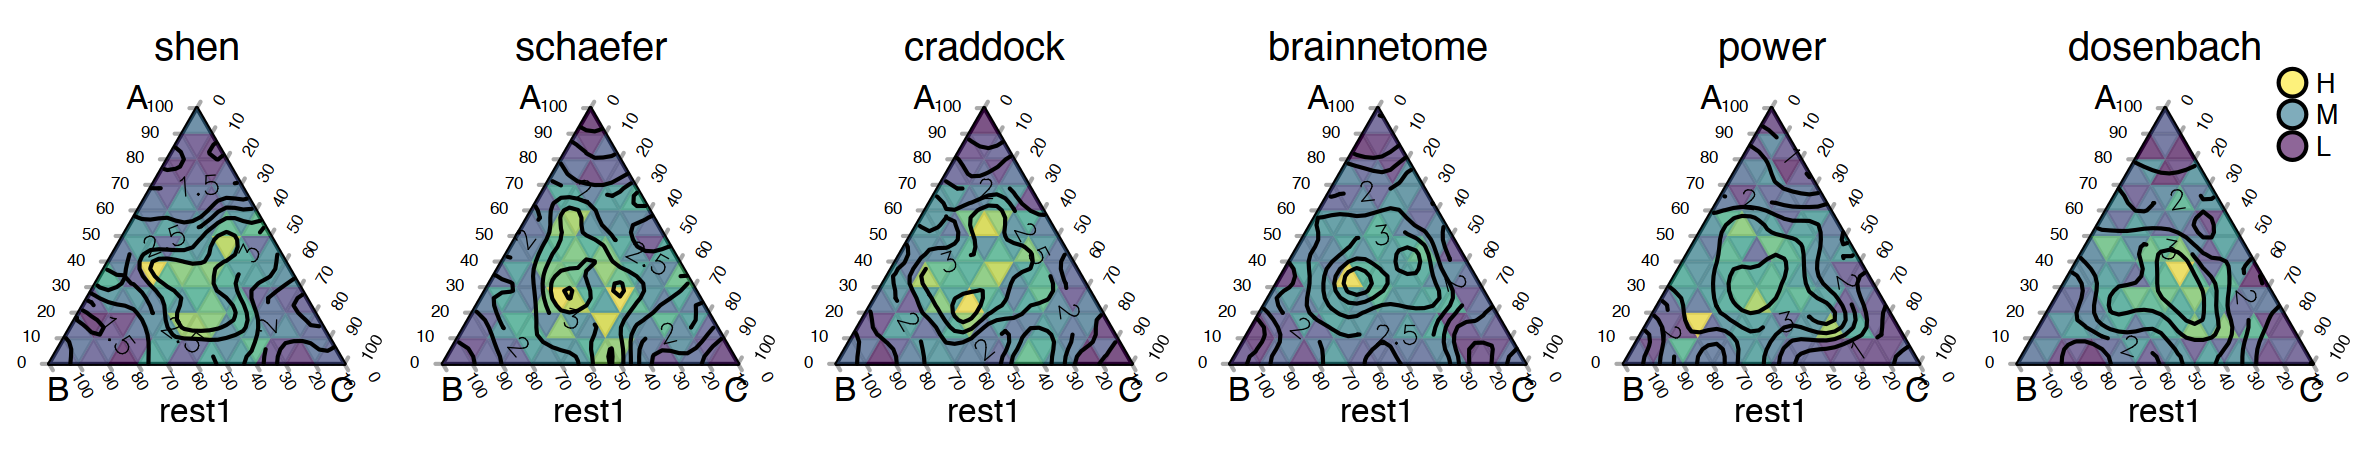 shen schaefer craddock brainnetome power dosenbach
H
M
L
A 100 0 A 100 0 A 100 0 A 100 0 A 100 0 A 100 0
90 10 90 10 90 10 90 10 90 10 90 10
80 20 80 20 80 20 80 20 80 20 80 20
70 30 70 30 70 30 70 30 70 30 70 30
60 40 60 40 60 40 60 40 60 40 60 40
50 50 50 50 50 50 50 50 50 50 50 50
40 60 40 60 40 60 40 60 40 60 40 60
30 70 30 70 30 70 30 70 30 70 30 70
20 80 20 80 20 80 20 80 20 80 20 80
10 90 10 90 10 90 10 90 10 90 10 90
0 100 0 100 0 100 0 100 0 100 0 100
1.5 2.5 3 1.5 2.5 2
2 2 2.5 3 2 2
2 2.5 3 2 2 2
2 3 2 2 2.5
1 2 2 3 1
2 3 2 2
B 100 90 80 70 60 50 40 30 20 10 0 C 0
B 100 90 80 70 60 50 40 30 20 10 0 C 0
B 100 90 80 70 60 50 40 30 20 10 0 C 0
B 100 90 80 70 60 50 40 30 20 10 0 C 0
B 100 90 80 70 60 50 40 30 20 10 0 C 0
B 100 90 80 70 60 50 40 30 20 10 0 C 0
rest1 rest1 rest1 rest1 rest1 rest1